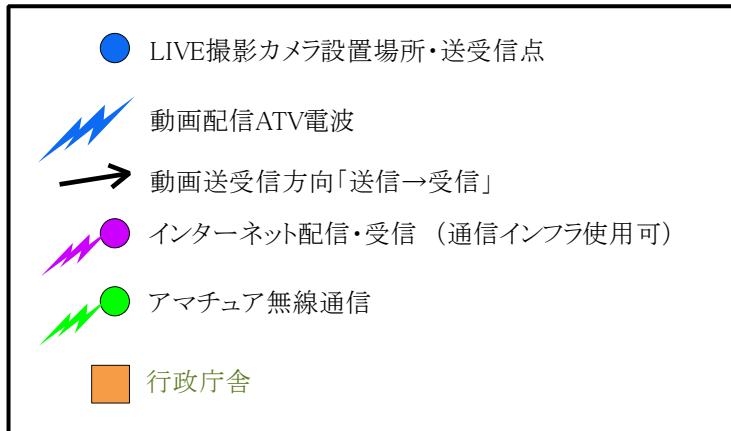 LIVE撮影カメラ設置場所・送受信点
動画配信ATV電波
動画送受信方向「送信→受信」
インターネット配信・受信 （通信インフラ使用可）
アマチュア無線通信
行政庁舎